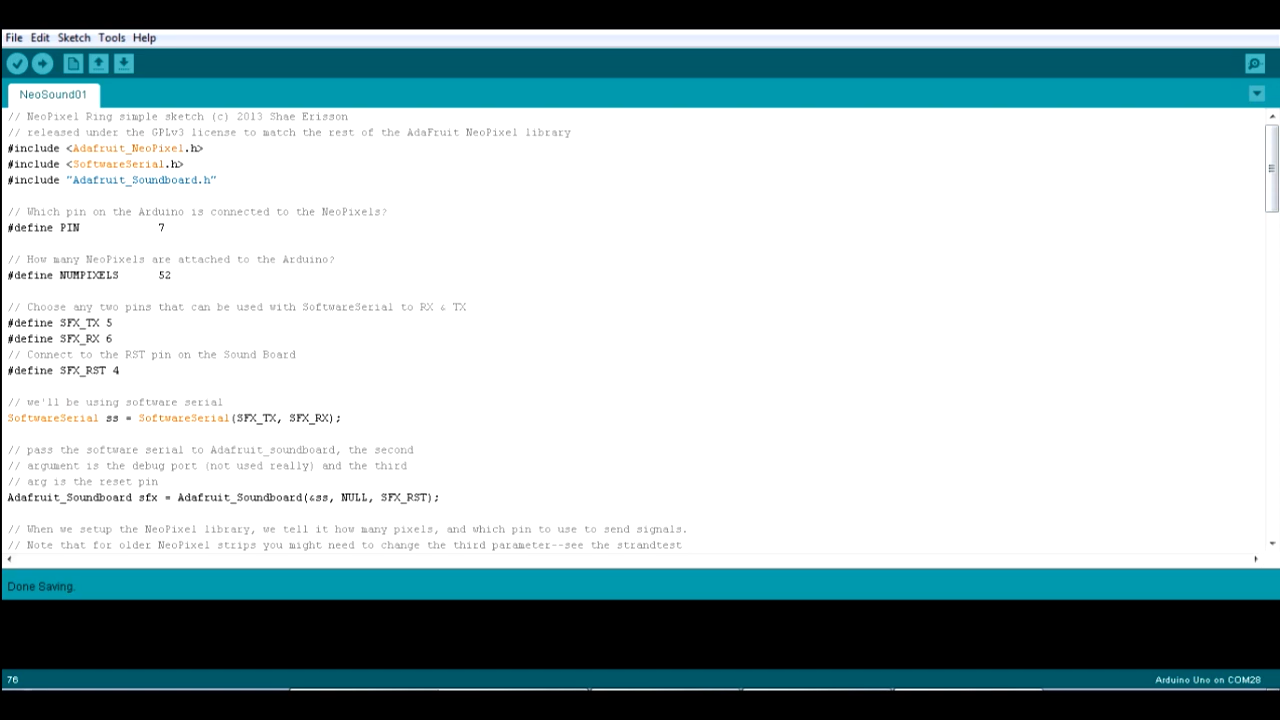 File Edit Sketch Tools Help
NeoSound01
// NeoPixel Ring simple sketch (c) 2013 Shae Erisson
// released under the GPLv3 license to match the rest of the AdaFruit NeoPixel library
#include <Adafruit_NeoPixel.h>
#include <SoftwareSerial.h>
#include "Adafruit_Soundboard.h"
// Which pin on the Arduino is connected to the NeoPixels?
#define PIN 7
// How many NeoPixels are attached to the Arduino?
#define NUMPIXELS 52
// Choose any two pins that can be used with SoftwareSerial to RX & TX
#define SFX_TX 5
#define SFX_RX 6
// Connect to the RST pin on the Sound Board
#define SFX_RST 4
// we'll be using software serial
SoftwareSerial ss = SoftwareSerial(SFX_TX, SFX_RX);
// pass the software serial to Adafruit_soundboard, the second
// argument is the debug port (not used really) and the third
// arg is the reset pin
Adafruit_Soundboard sfx = Adafruit_Soundboard(&ss, NULL, SFX_RST);
// When we setup the NeoPixel library, we tell it how many pixels, and which pin to use to send signals.
// Note that for older NeoPixel strips you might need to change the third parameter--see the strandtest
Done Saving.
76 Arduino Uno on COM28